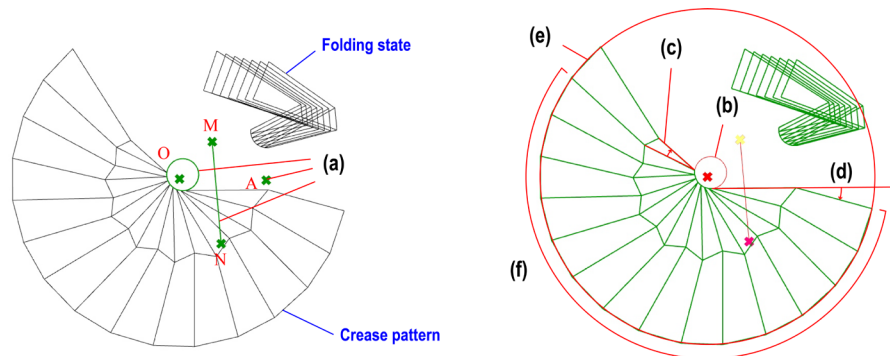 Folding state
M
O
(a)
A
N
Crease pattern
(e)
(c)
(b)
(d)
(f)